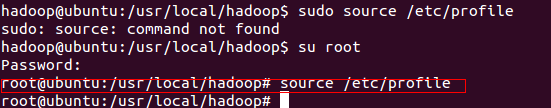 hadoop@ubuntu:/usr/local/hadoop$ sudo source /etc/profile
sudo: source: command not found
hadoop@ubuntu:/usr/local/hadoop$ su root
Password:
root@ubuntu:/usr/local/hadoop# source /etc/profile
root@ubuntu:/usr/local/hadoop#